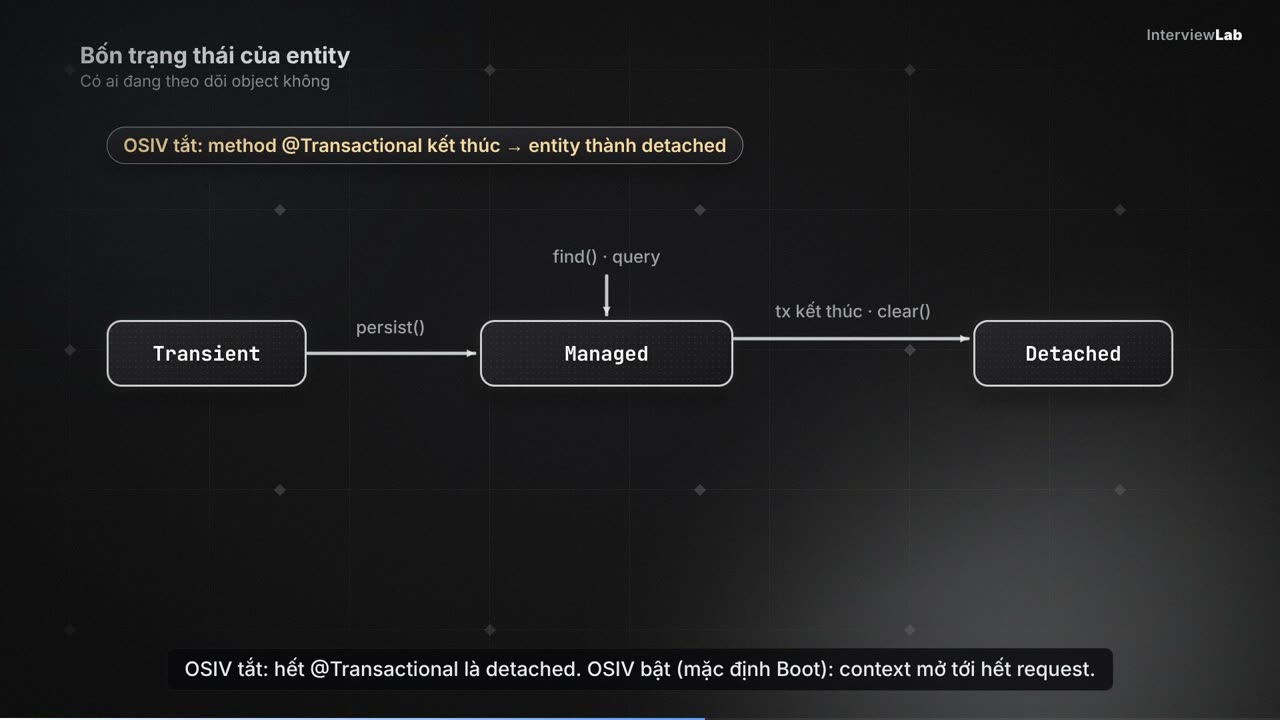 Bốn trạng thái của entity
InterviewLab
Có ai đang theo dõi object không
OSIV tắt: method @Transactional kết thúc → entity thành detached
find() · query
persist()
tx kết thúc · clear()
Transient
Managed
Detached
OSIV tắt: hết @Transactional là detached. OSIV bật (mặc định Boot): context mở tới hết request.